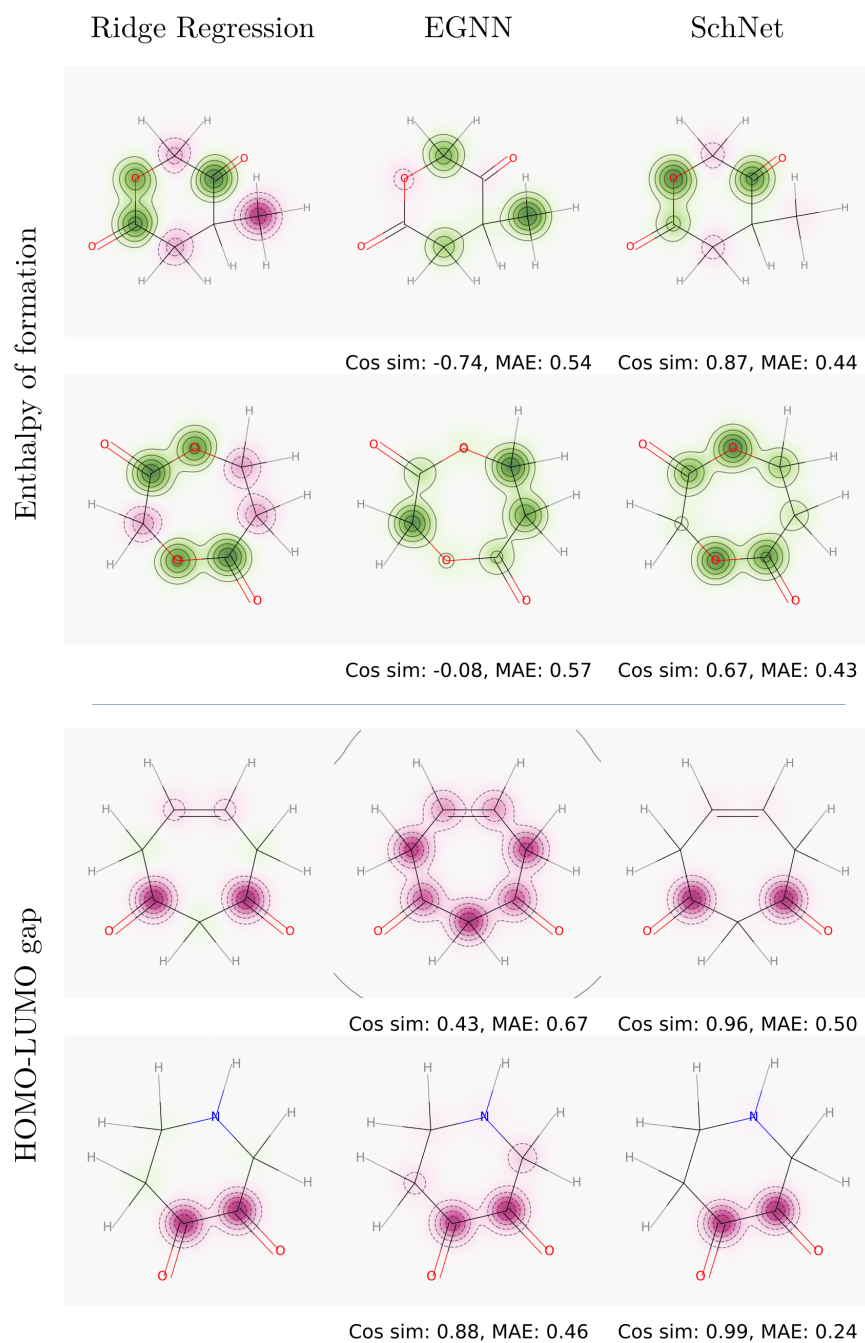 Ridge Regression EGNN SchNet
Enthalpy of formation
H H O O H H O H H H H
H H O O H H O H H H H
H H O O H O H H H H
Cos sim: -0.74, MAE: 0.54 Cos sim: 0.87, MAE: 0.44
H O O H H H H H O O
H O O H H H H H O O
H O O H H H H H O O
Cos sim: -0.08, MAE: 0.57 Cos sim: 0.67, MAE: 0.43
HOMO-LUMO gap
H H H H H H O O H H
H H H H H H O O H H
H H H H H H O O H H
Cos sim: 0.43, MAE: 0.67 Cos sim: 0.96, MAE: 0.50
H H H N H H H H O O
H H H N H H H H O O
H H H N H H H H O O
Cos sim: 0.88, MAE: 0.46 Cos sim: 0.99, MAE: 0.24